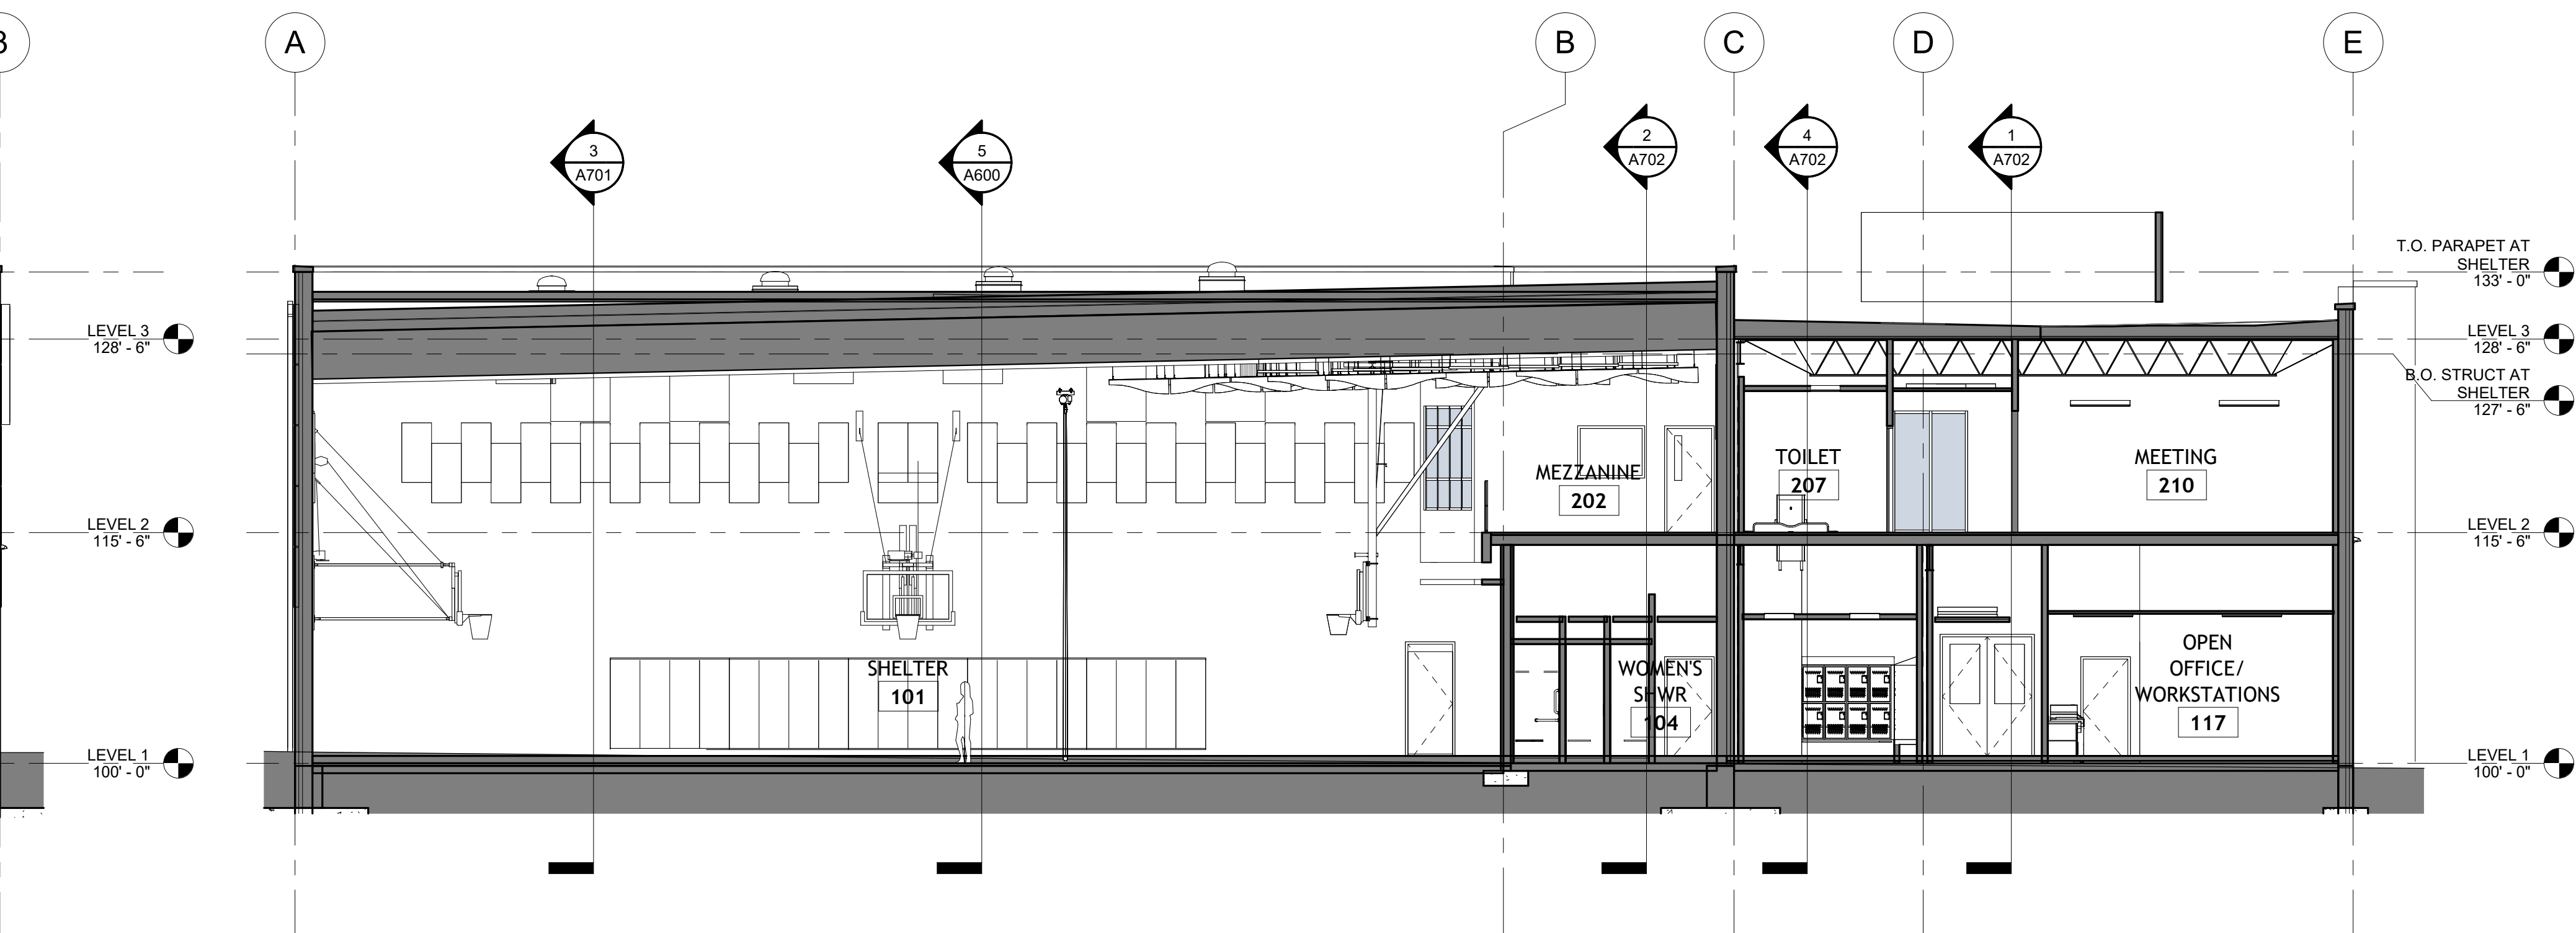 A
B
C
D
E
3
A701
5
A600
2
A702
4
A702
1
A702
T.O. PARAPET AT
SHELTER
133' - 0"
LEVEL 3
128' - 6"
LEVEL 3
128' - 6"
B.O. STRUCT AT
SHELTER
127' - 6"
MEZZANINE
202
TOILET
207
MEETING
210
LEVEL 2
115' - 6"
LEVEL 2
115' - 6"
SHELTER
101
WOMEN'S
SHWR
104
OPEN
OFFICE/
WORKSTATIONS
117
LEVEL 1
100' - 0"
LEVEL 1
100' - 0"